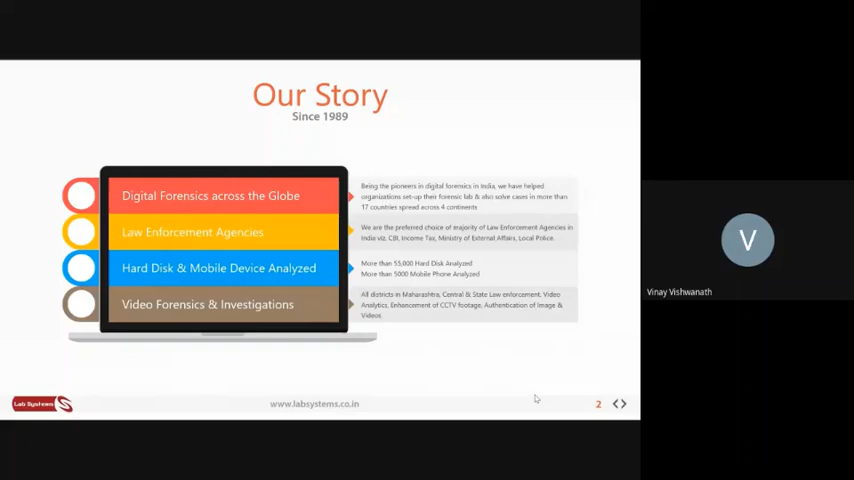 Our Story
Since 1989
Digital Forensics across the Globe
Being the pioneers in digital forensics in India, we have helped
organizations set-up their forensic lab & also solve cases in more than
17 countries spread across 4 continents
Law Enforcement Agencies
We are the preferred choice of majority of Law Enforcement Agencies in
India viz. CBI, Income Tax, Ministry of External Affairs, Local Police.
Hard Disk & Mobile Device Analyzed
More than 55,000 Hard Disk Analyzed
More than 5000 Mobile Phone Analyzed
Video Forensics & Investigations
All districts in Maharashtra, Central & State Law enforcement, Video
Analytics, Enhancement of CCTV footage, Authentication of Image &
Videos
Lab Systems
www.labsystems.co.in
2
V
Vinay Vishwanath